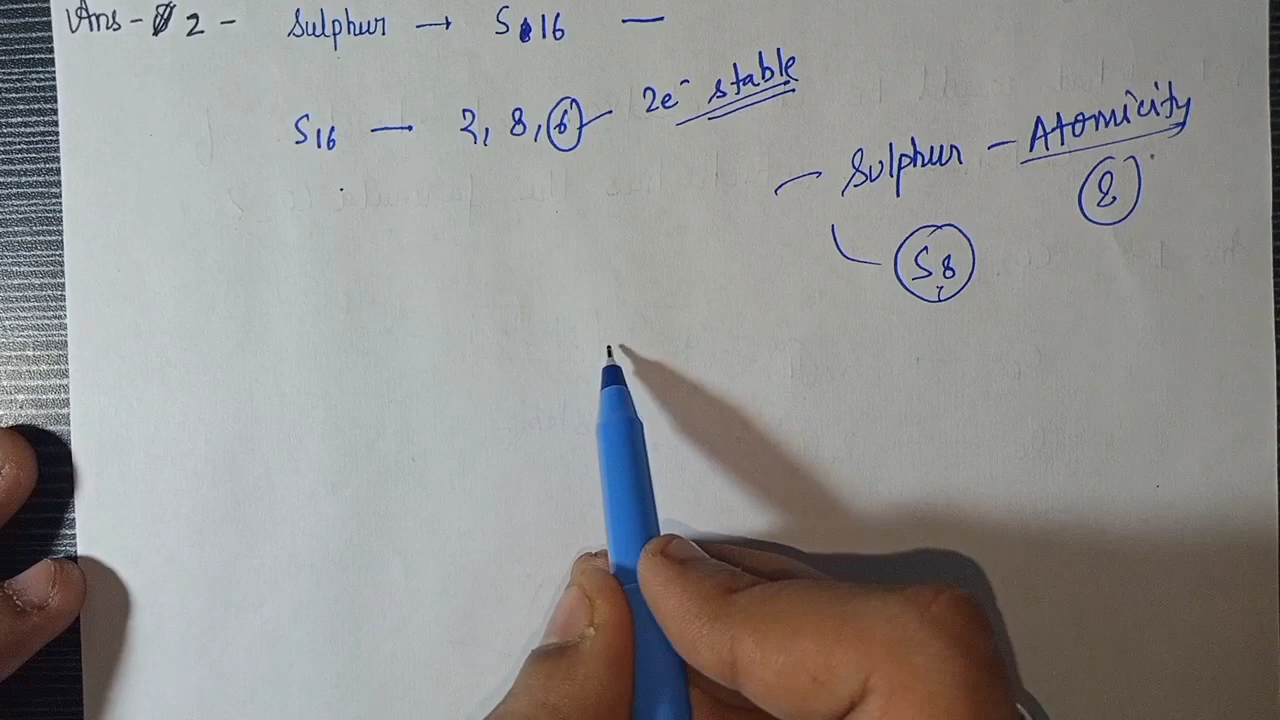 Ans - 2 - Sulphur → S 16 —
S16 — 2, 8, 6 2e- stable
Sulphur - Atomicity
8
S8